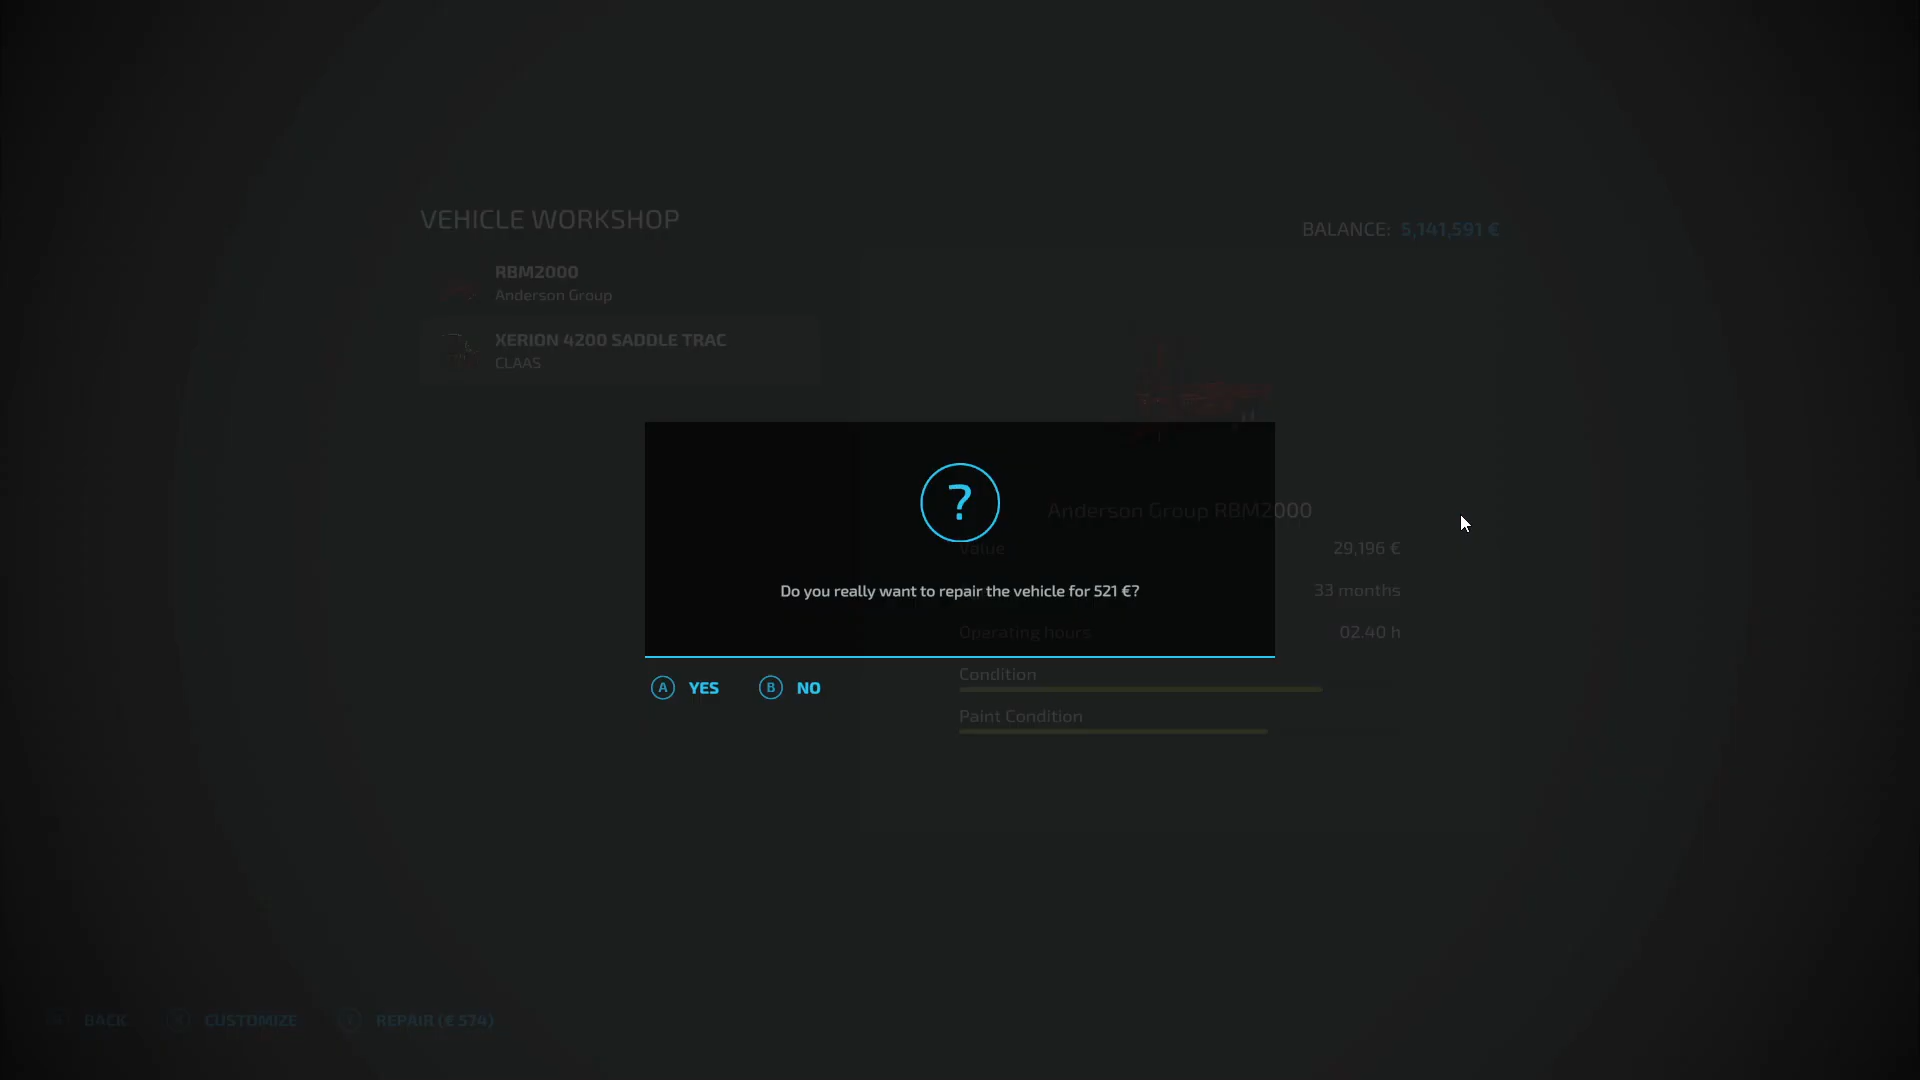 VEHICLE WORKSHOP
BALANCE: 5,141,591 €
RBM2000
Anderson Group
XERION 4200 SADDLE TRAC
CLAAS
?
Anderson Group RBM2000
Value 29,196 €
Do you really want to repair the vehicle for 521 €?
33 months
Operating hours 02.40 h
Condition
A YES B NO
Paint Condition
BACK CUSTOMIZE REPAIR (€ 574)